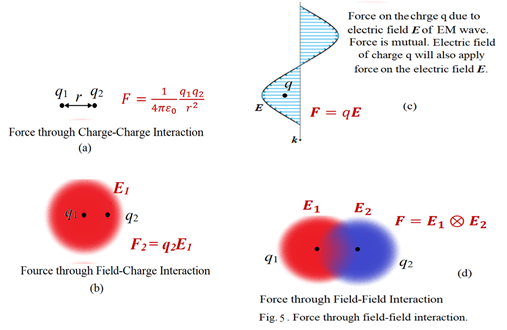 q₁ r q₂
F = 1/4πε₀ q₁q₂/r²
Force through Charge-Charge Interaction
(a)
E₁
q₁ q₂
F₂= q₂E₁
Fource through Field-Charge Interaction
(b)
Force on the chrge q due to
electric field E of EM wave.
Force is mutual. Electric field
of charge q will also apply
force on the electric field E.
q
E
(c)
F = qE
k
E₁ E₂
F = E₁ ⊗ E₂
q₁ q₂
(d)
Force through Field-Field Interaction
Fig. 5 . Force through field-field interaction.